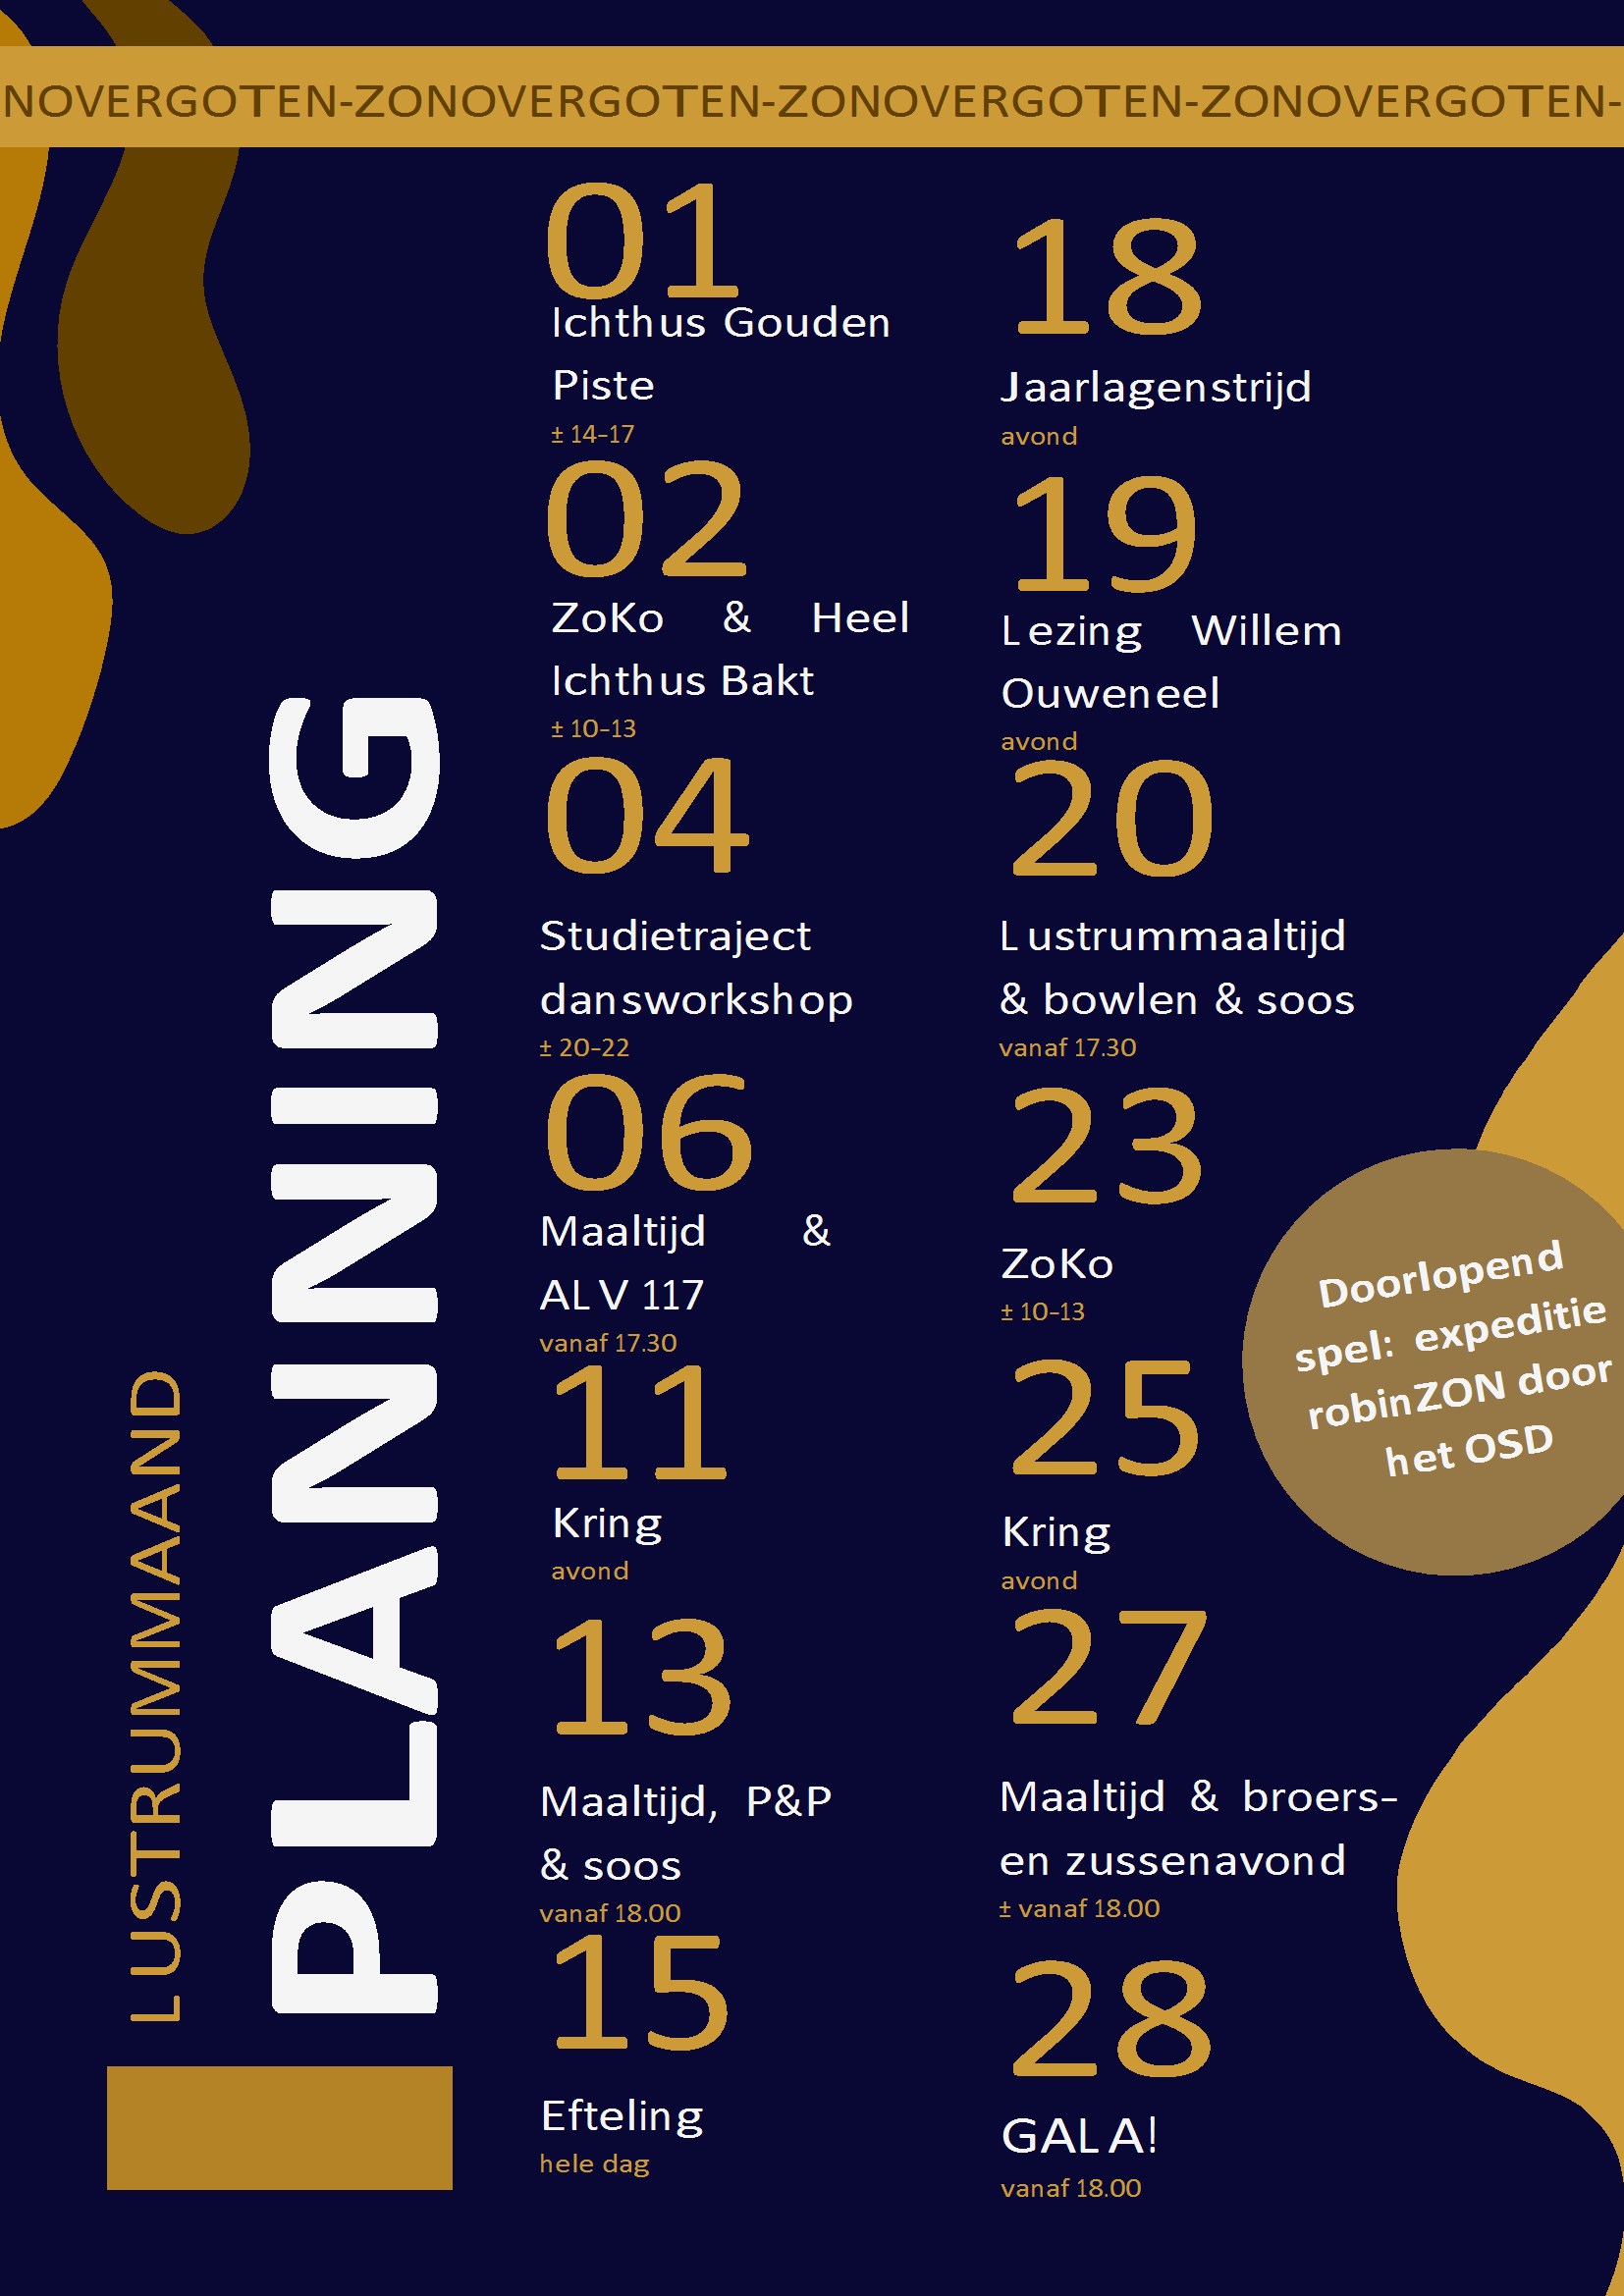 NOVERGOTEN-ZONOVERGOTEN-ZONOVERGOTEN-ZONOVERGOTEN-
LUSTRUMMAAND
PLANNING
01
Ichthus Gouden
Piste
± 14-17
02
ZoKo & Heel
Ichthus Bakt
± 10-13
04
Studietraject
dansworkshop
± 20-22
06
Maaltijd &
ALV 117
vanaf 17.30
11
Kring
avond
13
Maaltijd, P&P
& soos
vanaf 18.00
15
Efteling
hele dag
18
Jaarlagenstrijd
avond
19
Lezing Willem
Ouweneel
avond
20
Lustrummaaltijd
& bowlen & soos
vanaf 17.30
23
ZoKo
± 10-13
25
Kring
avond
27
Maaltijd & broers-
en zussenavond
± vanaf 18.00
28
GALA!
vanaf 18.00
Doorlopend
spel: expeditie
robinZON door
het OSD